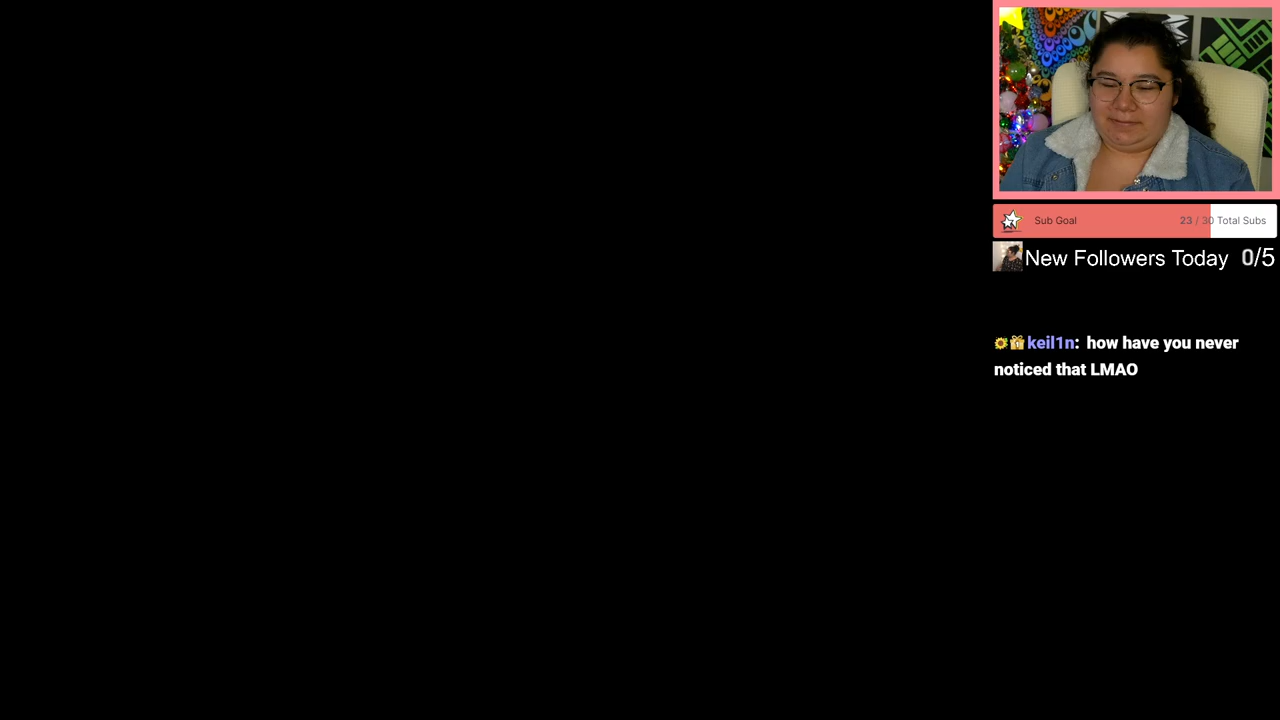 Sub Goal 23 / 30 Total Subs
New Followers Today 0/5
keil1n: how have you never
noticed that LMAO